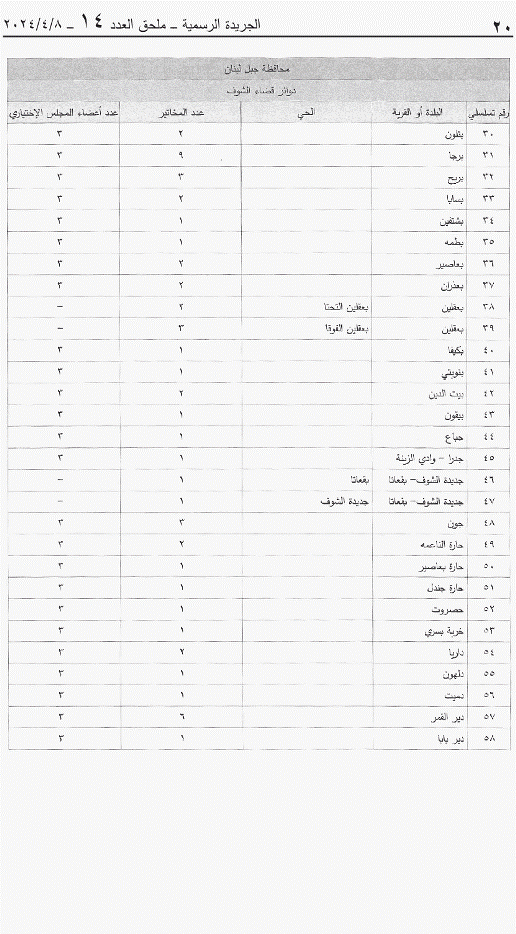 ٢٠ الجريدة الرسمية – ملحق العدد ١٤ – ٢٠٢٤/٤/٨
محافظة جبل لبنان
دوائر قضاء الشوف
رقم تسلسلي البلدة أو القرية الحي عدد المخاتير عدد أعضاء المجلس الإختياري
٣٠ بتلون ٢ ٣
٣١ برجا ٩ ٣
٣٢ بريح ٣ ٣
٣٣ بسابا ٢ ٣
٣٤ بشتفين ١ ٣
٣٥ بطمه ١ ٣
٣٦ بعاصير ٢ ٣
٣٧ بعذران ٢ ٣
٣٨ بعقلين بعقلين التحتا ٢ –
٣٩ بعقلين بعقلين الفوقا ٣ –
٤٠ بكيفا ١ ٣
٤١ بنويتي ١ ٣
٤٢ بيت الدين ٢ ٣
٤٣ بيقون ١ ٣
٤٤ جباع ١ ٣
٤٥ جدرا – وادي الزينة ١ ٣
٤٦ جديدة الشوف – بقعاتا بقعاتا ١ –
٤٧ جديدة الشوف – بقعاتا جديدة الشوف ١ –
٤٨ جون ٣ ٣
٤٩ حارة الناعمه ٢ ٣
٥٠ حارة بعاصير ١ ٣
٥١ حارة جندل ١ ٣
٥٢ حصروت ١ ٣
٥٣ خربة بسري ١ ٣
٥٤ داريا ٢ ٣
٥٥ دلهون ١ ٣
٥٦ دميت ١ ٣
٥٧ دير القمر ٦ ٣
٥٨ دير بابا ١ ٣